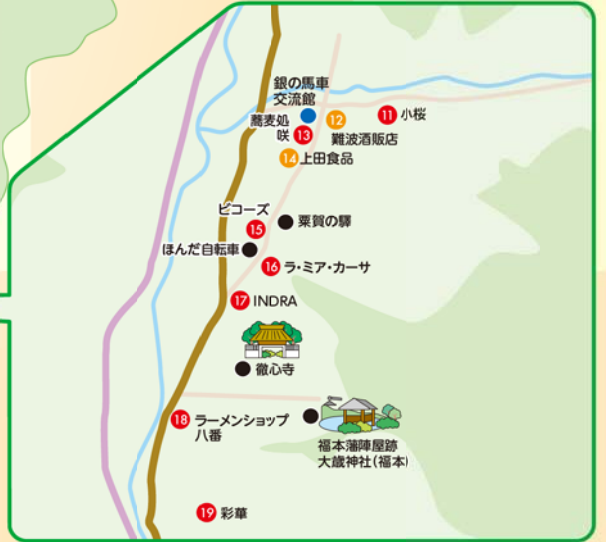 銀の馬車
交流館
蕎麦処
咲 13
12
難波酒販店
11 小桜
14 上田食品
ビコーズ
15
粟賀の驛
ほんだ自転車
16 ラ・ミア・カーサ
17 INDRA
徹心寺
18 ラーメンショップ
八番
福本藩陣屋跡
大歳神社(福本)
19 彩華